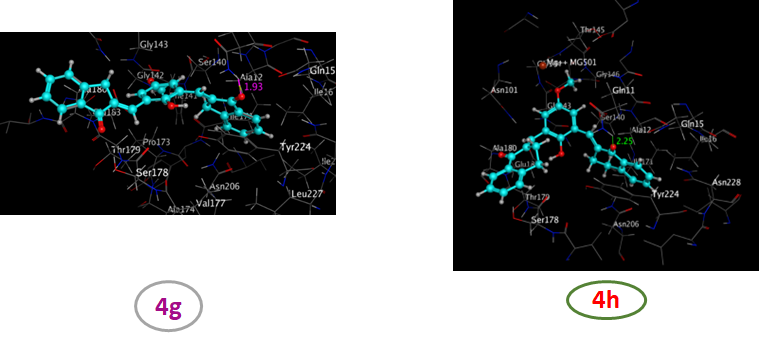 Gly143
Ser140
Ala12
Gln15
Gly142
1.93
Ile16
Thr179
Pro173
Tyr224
Ser178
Asn206
Leu227
Val177
Ala174
4g
Thr145
Mg++ MG501
Gly146
Asn101
Gln11
Ser140
Ala12
Gln15
Ile16
2.25
Ala180
Ile171
Asn228
Thr179
Tyr224
Ser178
Asn206
4h